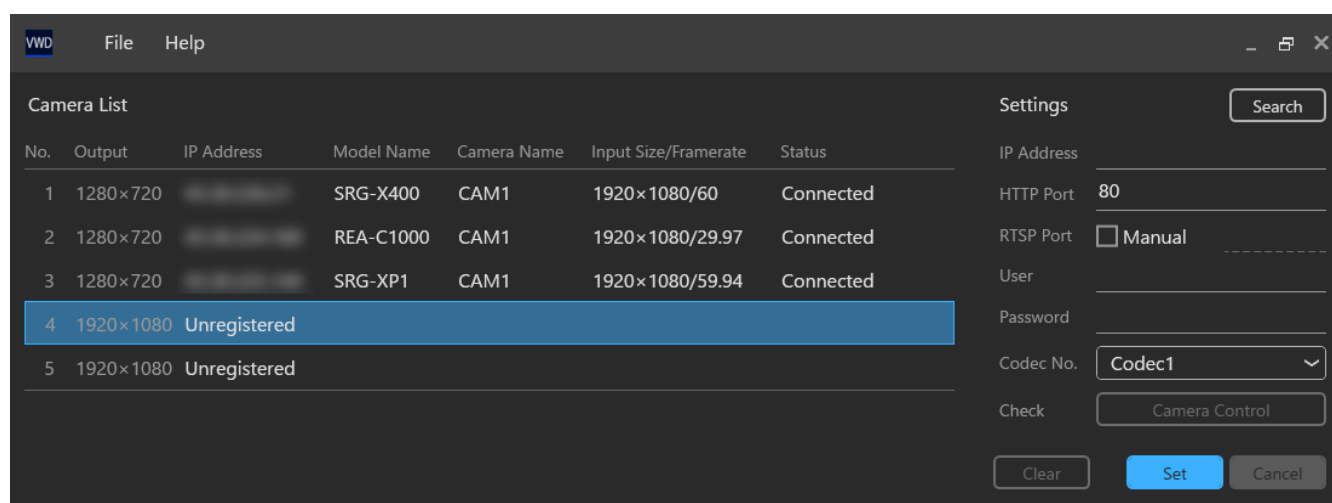 VWD File Help
Camera List
No. Output IP Address Model Name Camera Name Input Size/Framerate Status
1 1280×720 SRG-X400 CAM1 1920×1080/60 Connected
2 1280×720 REA-C1000 CAM1 1920×1080/29.97 Connected
3 1280×720 SRG-XP1 CAM1 1920×1080/59.94 Connected
4 1920×1080 Unregistered
5 1920×1080 Unregistered
Settings Search
IP Address
HTTP Port 80
RTSP Port Manual
User
Password
Codec No. Codec1
Check Camera Control
Clear Set Cancel